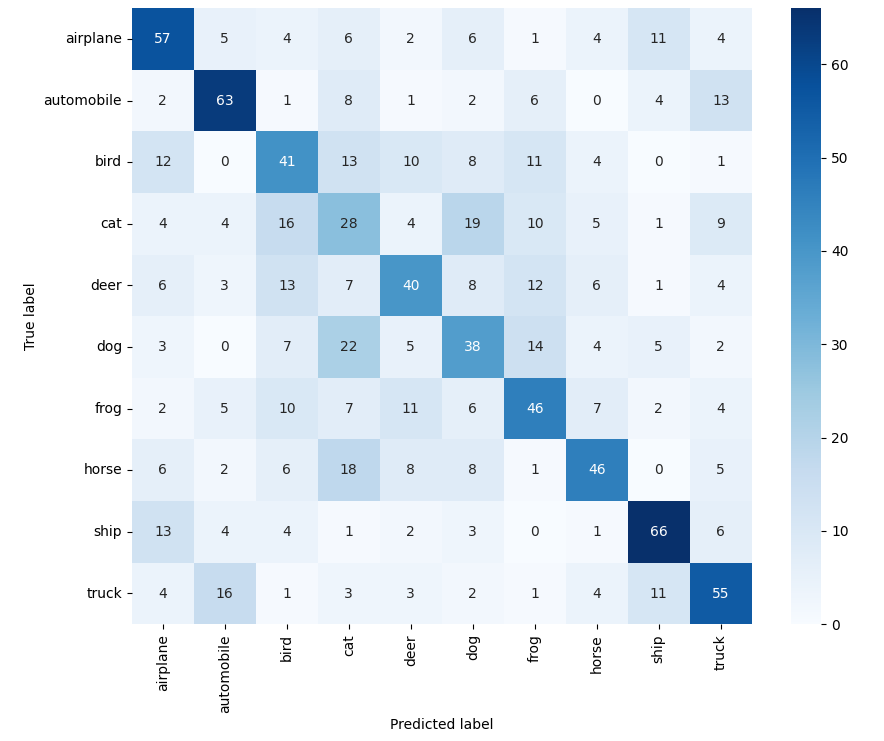 airplane 57 5 4 6 2 6 1 4 11 4
automobile 2 63 1 8 1 2 6 0 4 13
bird 12 0 41 13 10 8 11 4 0 1
cat 4 4 16 28 4 19 10 5 1 9
deer 6 3 13 7 40 8 12 6 1 4
dog 3 0 7 22 5 38 14 4 5 2
frog 2 5 10 7 11 6 46 7 2 4
horse 6 2 6 18 8 8 1 46 0 5
ship 13 4 4 1 2 3 0 1 66 6
truck 4 16 1 3 3 2 1 4 11 55
airplane automobile bird cat deer dog frog horse ship truck
Predicted label
True label
60
50
40
30
20
10
0